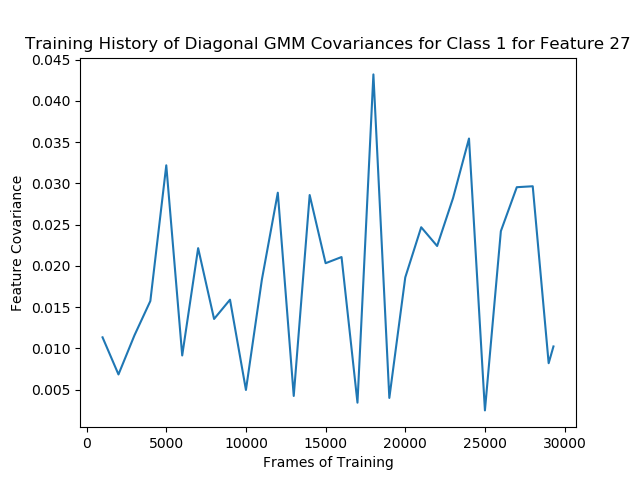 Training History of Diagonal GMM Covariances for Class 1 for Feature 27
0.045
0.040
0.035
0.030
0.025
0.020
0.015
0.010
0.005
Feature Covariance
0 5000 10000 15000 20000 25000 30000
Frames of Training